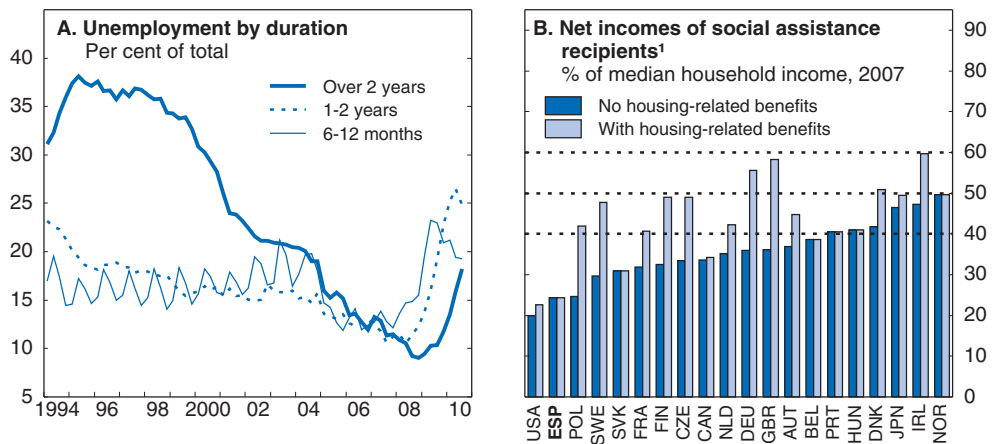 A. Unemployment by duration
Per cent of total
Over 2 years
1-2 years
6-12 months
40
35
30
25
20
15
10
5
1994 96 98 2000 02 04 06 08 10
B. Net incomes of social assistance
recipients¹
% of median household income, 2007
No housing-related benefits
With housing-related benefits
90
80
70
60
50
40
30
20
10
0
USA
ESP
POL
SWE
SVK
FRA
FIN
CZE
CAN
NLD
DEU
GBR
AUT
BEL
PRT
HUN
DNK
JPN
IRL
NOR